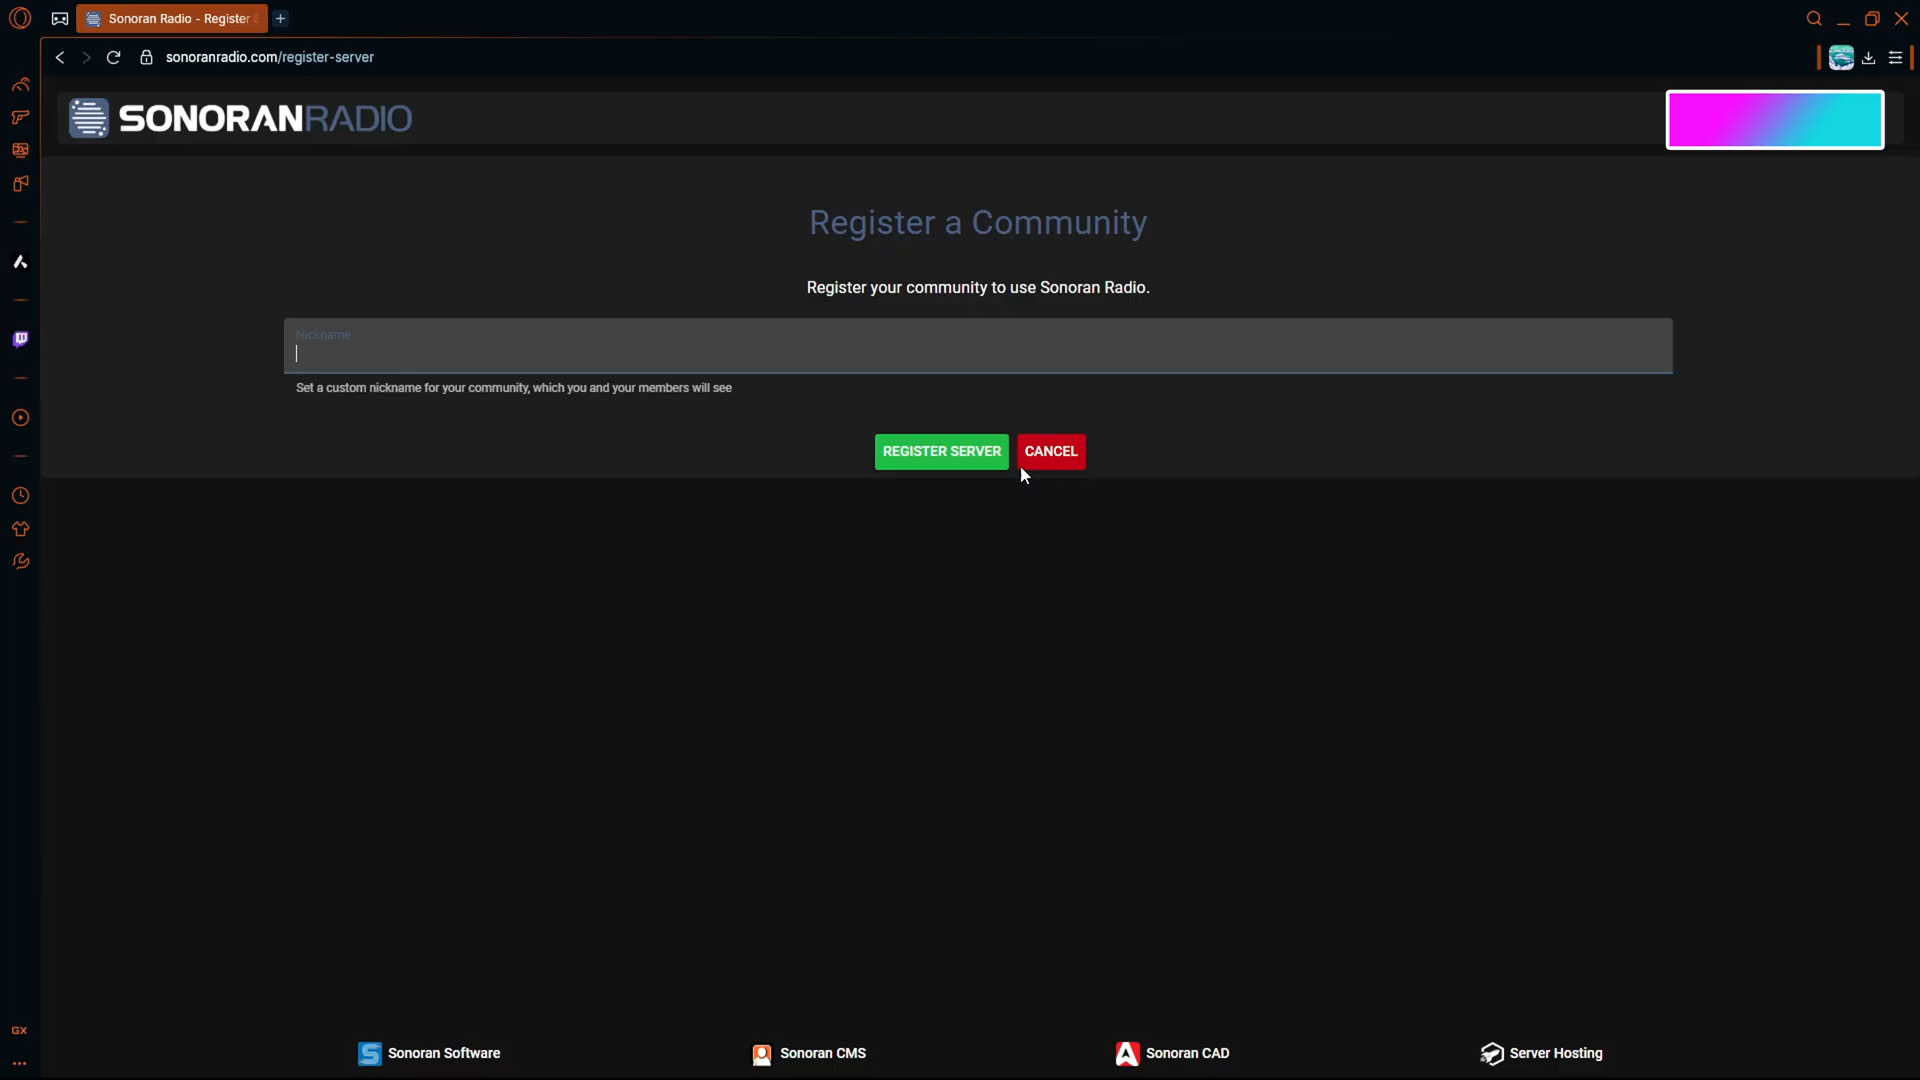 Sonoran Radio - Register
sonoranradio.com/register-server
SONORANRADIO
Register a Community
Register your community to use Sonoran Radio.
Nickname
Set a custom nickname for your community, which you and your members will see
REGISTER SERVER
CANCEL
GX
Sonoran Software
Sonoran CMS
Sonoran CAD
Server Hosting